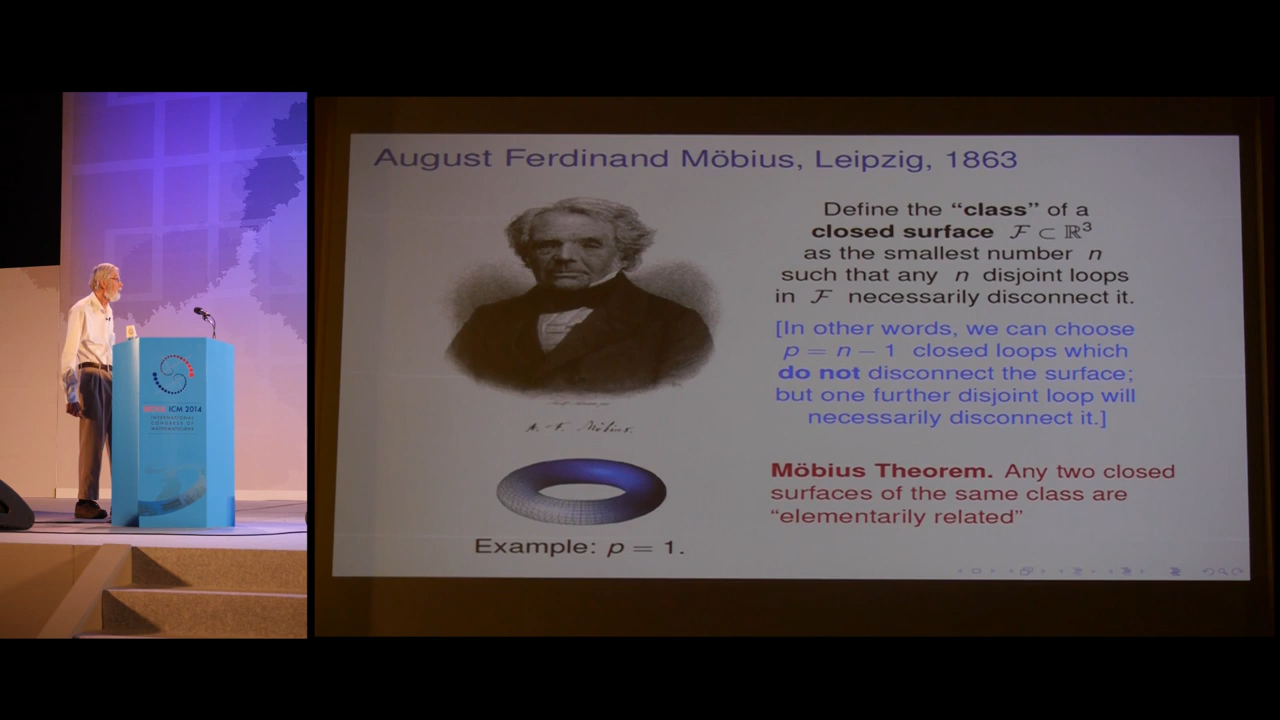 August Ferdinand Möbius, Leipzig, 1863
Define the “class” of a
closed surface ℱ ⊂ ℝ³
as the smallest number n
such that any n disjoint loops
in ℱ necessarily disconnect it.
[In other words, we can choose
p = n − 1 closed loops which
do not disconnect the surface;
but one further disjoint loop will
necessarily disconnect it.]
Möbius Theorem. Any two closed
surfaces of the same class are
“elementarily related”
A. F. Möbius.
Example: p = 1.
ICM 2014
INTERNATIONAL
CONGRESS OF
MATHEMATICIANS